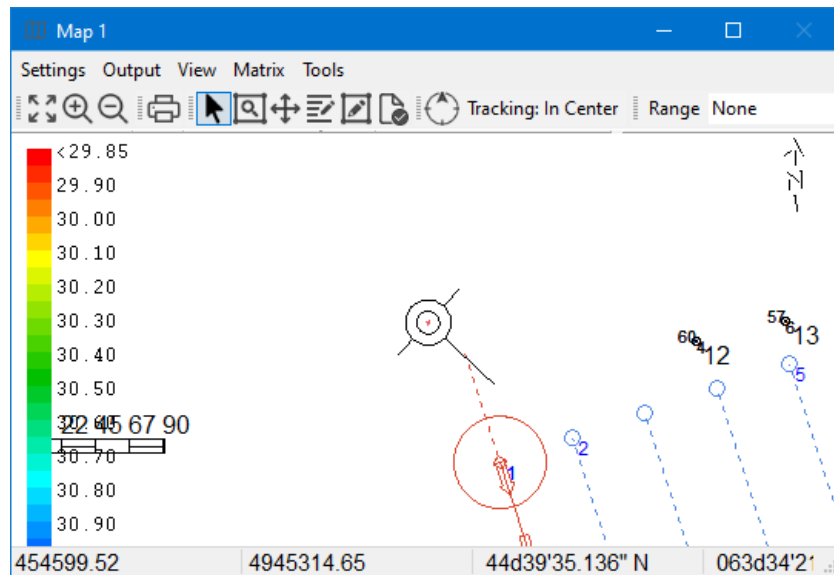 Map 1
Settings Output View Matrix Tools
Tracking: In Center Range None
<29.85
29.90
30.00
30.10
30.20
30.30
30.40
30.50
22 45 67 90
30.70
30.80
30.90
N
57 6 13
60 4 12
5
2
1
454599.52 4945314.65 44d39'35.136" N 063d34'21